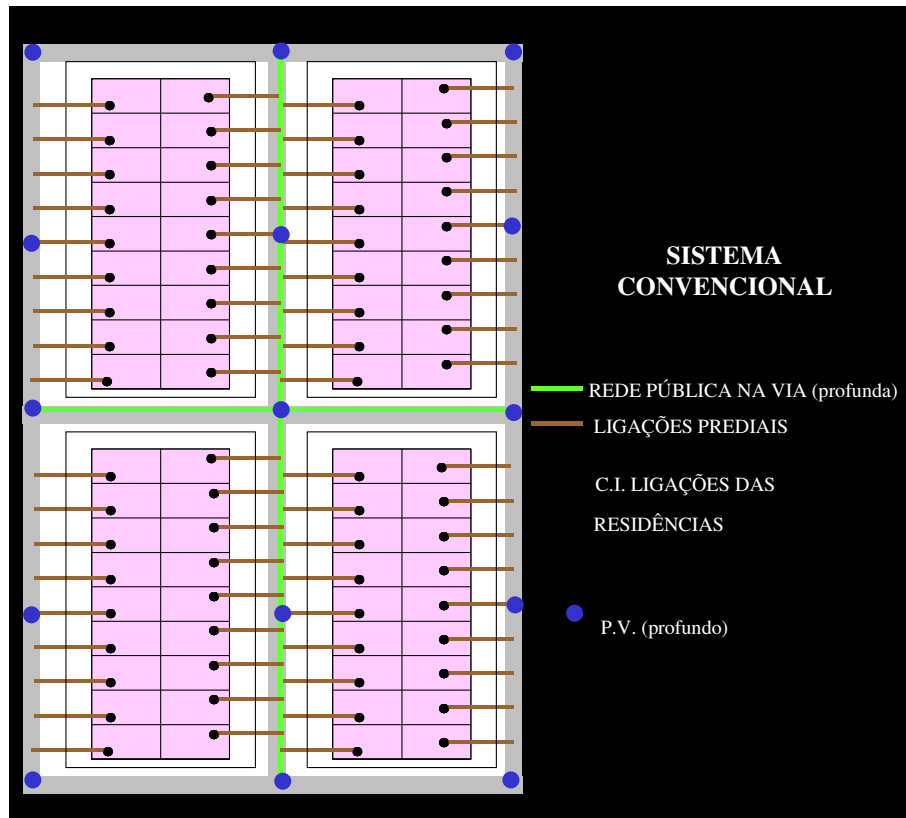 SISTEMA
CONVENCIONAL
REDE PÚBLICA NA VIA (profunda)
LIGAÇÕES PREDIAIS
C.I. LIGAÇÕES DAS
RESIDÊNCIAS
P.V. (profundo)